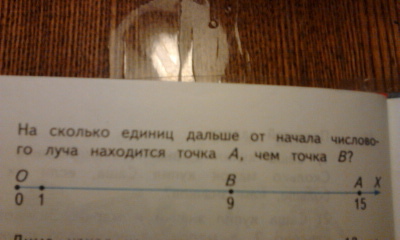 На сколько единиц дальше от начала числово-
го луча находится точка A, чем точка B?
O B A X
0 1 9 15